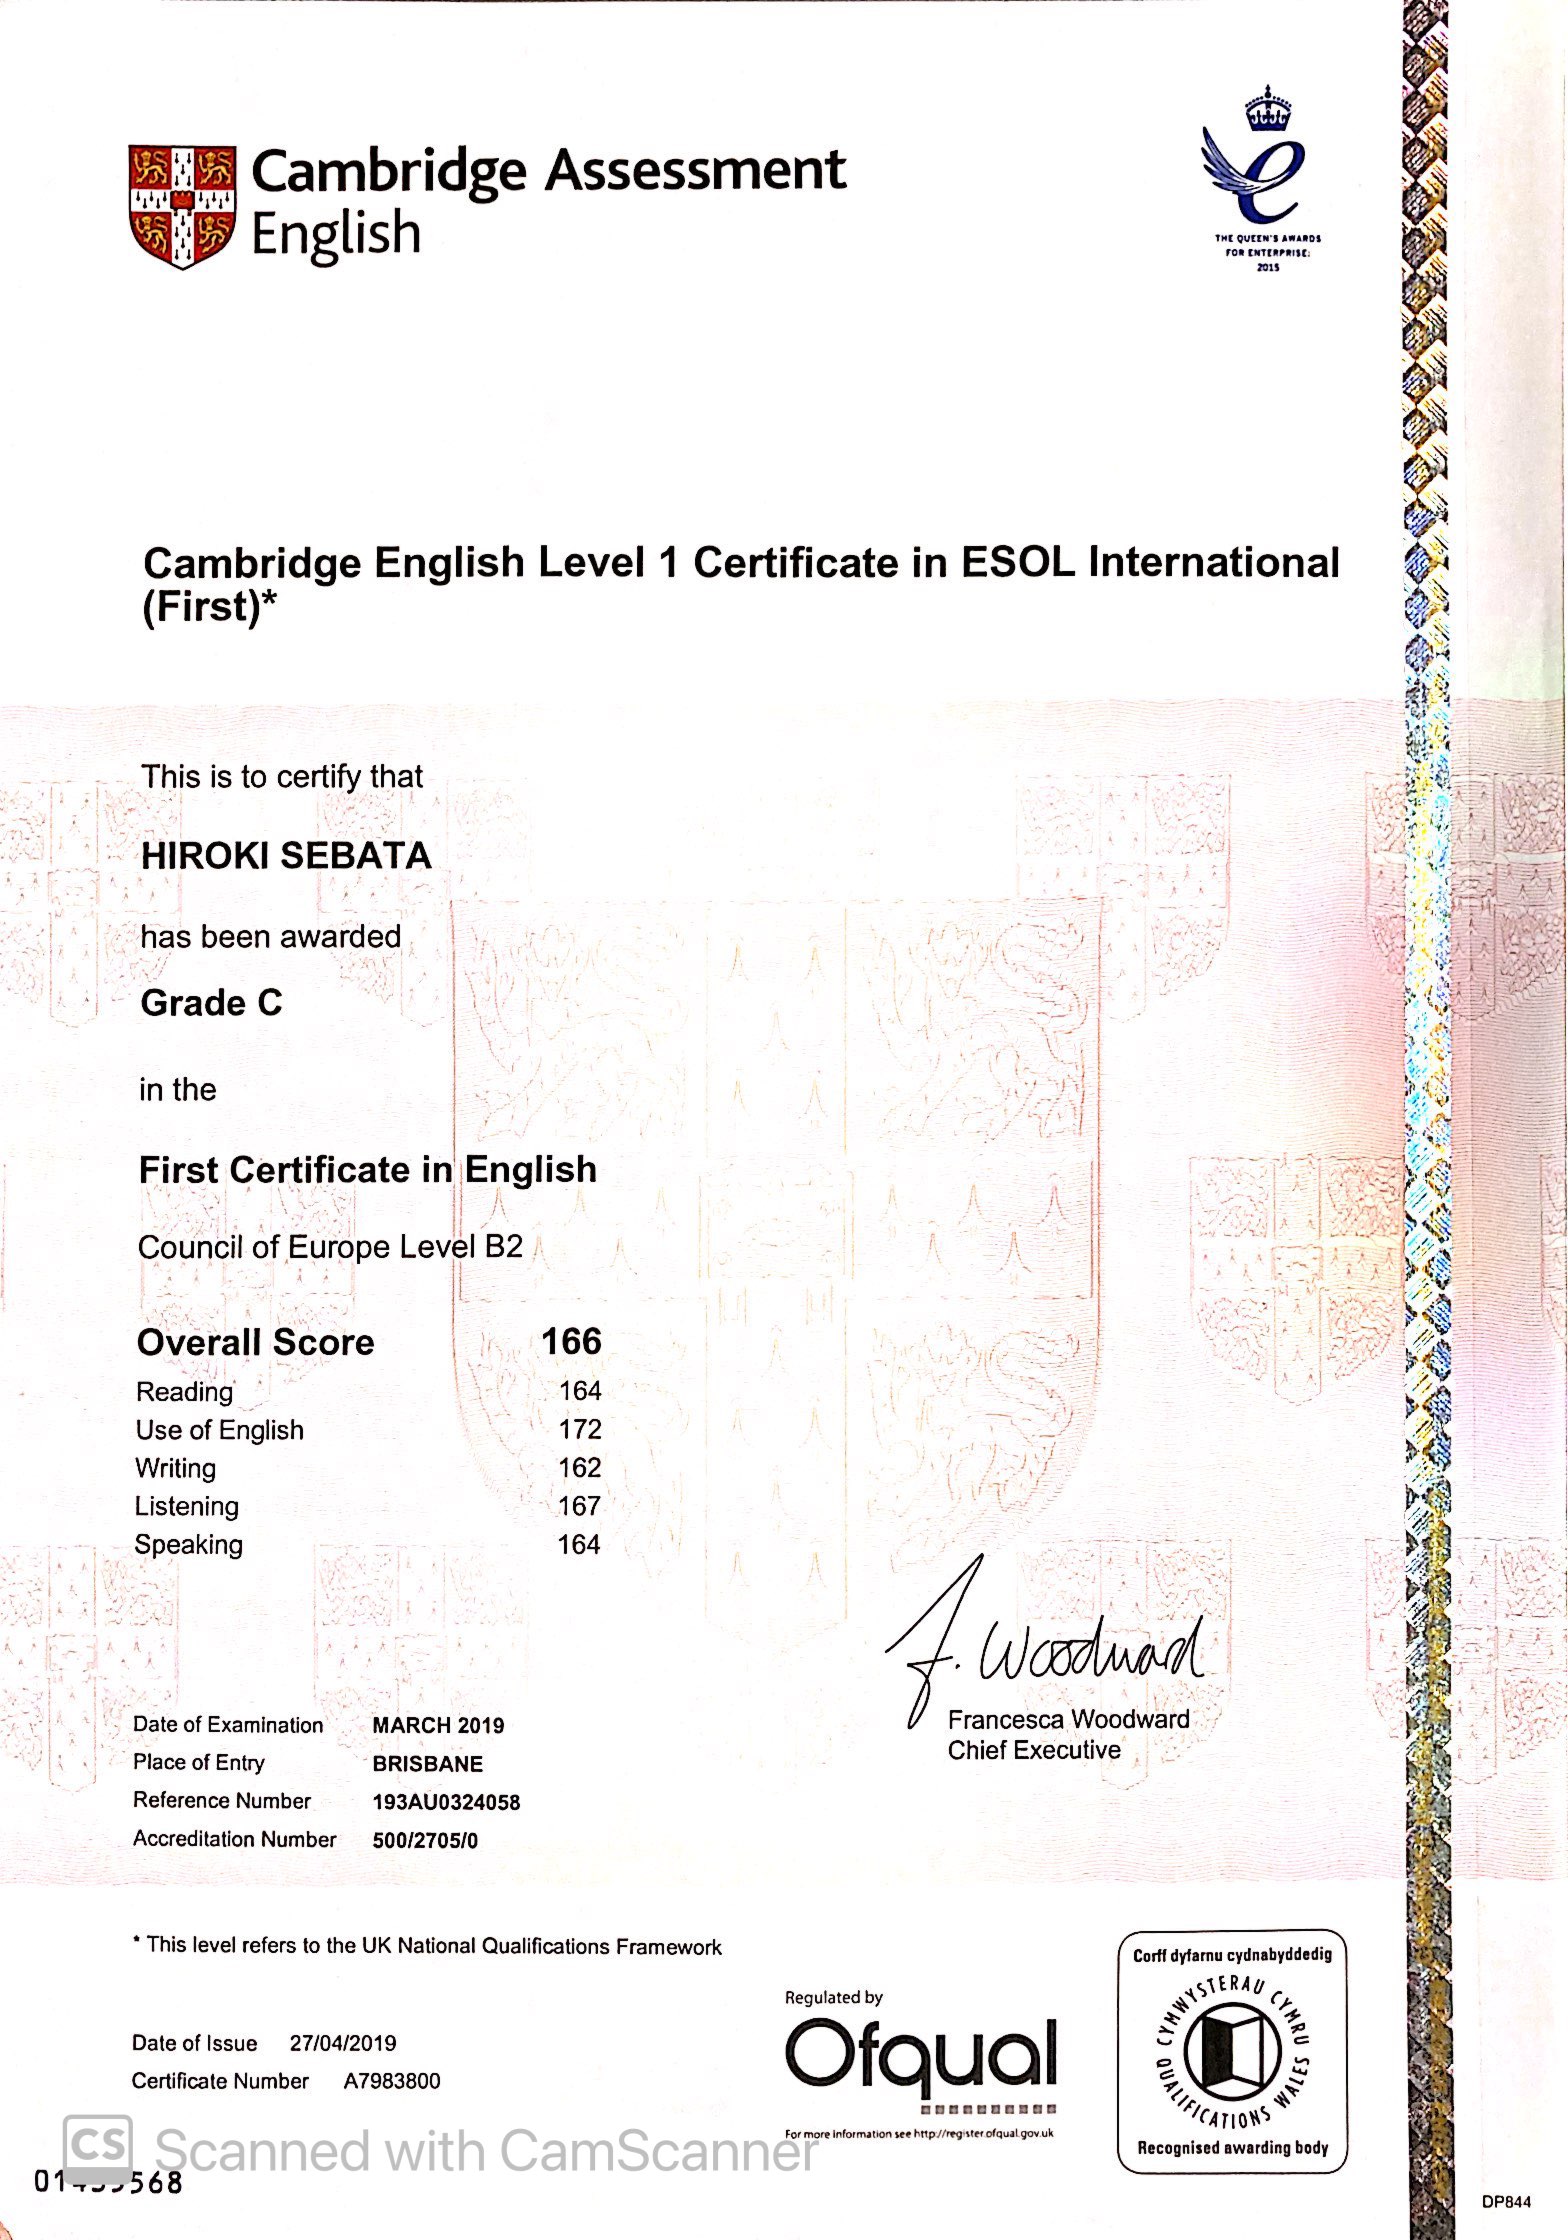 Cambridge Assessment
English
THE QUEEN'S AWARDS
FOR ENTERPRISE:
2015
Cambridge English Level 1 Certificate in ESOL International
(First)*
This is to certify that
HIROKI SEBATA
has been awarded
Grade C
in the
First Certificate in English
Council of Europe Level B2
Overall Score 166
Reading 164
Use of English 172
Writing 162
Listening 167
Speaking 164
F. Woodward
Francesca Woodward
Chief Executive
Date of Examination MARCH 2019
Place of Entry BRISBANE
Reference Number 193AU0324058
Accreditation Number 500/2705/0
* This level refers to the UK National Qualifications Framework
Date of Issue 27/04/2019
Certificate Number A7983800
Regulated by
Ofqual
For more information see http://register.ofqual.gov.uk
Corff dyfarnu cydnabyddedig
CYMWYSTERAU CYMRU
QUALIFICATIONS WALES
Recognised awarding body
CS Scanned with CamScanner
DP844